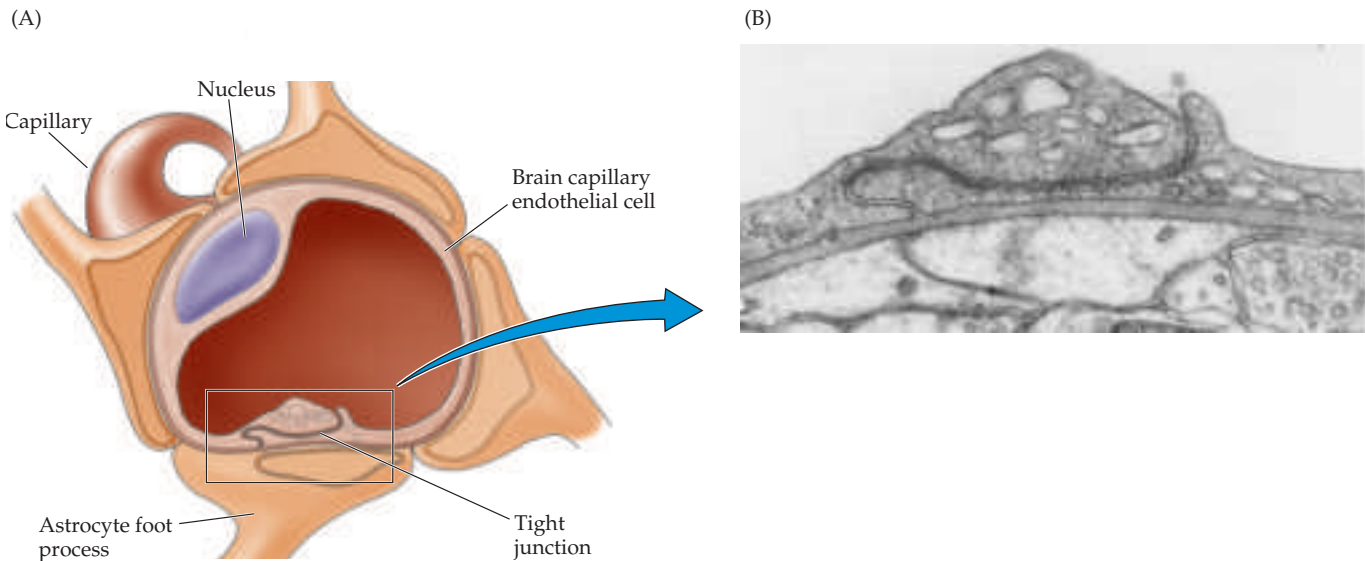 (A)
(B)
Nucleus
Capillary
Brain capillary
endothelial cell
Astrocyte foot
process
Tight
junction